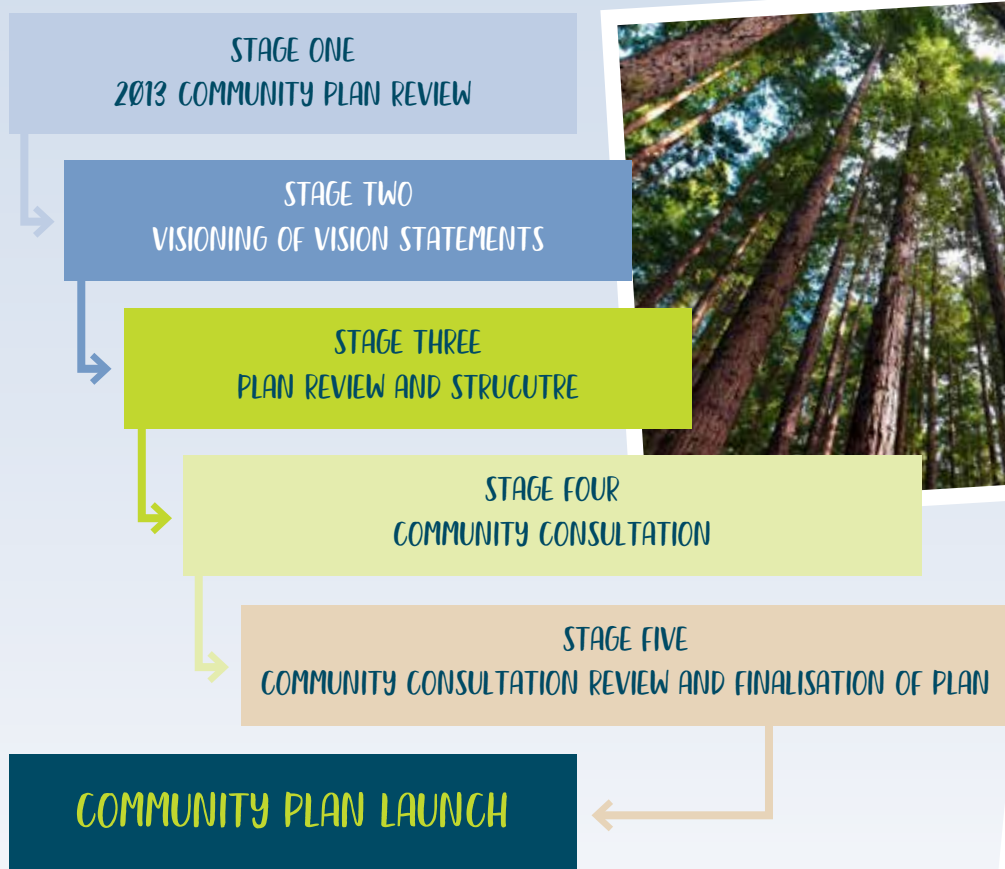 STAGE ONE
2013 COMMUNITY PLAN REVIEW
STAGE TWO
VISIONING OF VISION STATEMENTS
STAGE THREE
PLAN REVIEW AND STRUCUTRE
STAGE FOUR
COMMUNITY CONSULTATION
STAGE FIVE
COMMUNITY CONSULTATION REVIEW AND FINALISATION OF PLAN
COMMUNITY PLAN LAUNCH